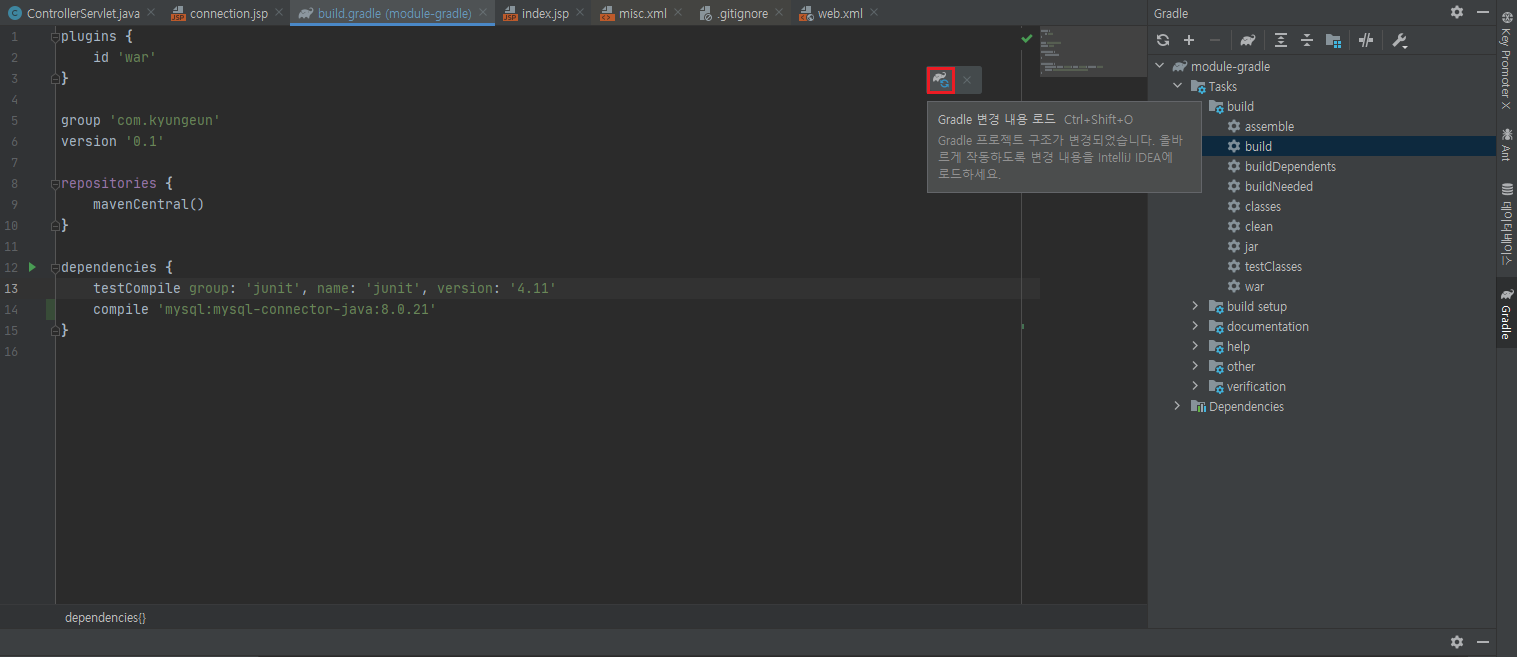 ControllerServlet.java connection.jsp build.gradle (module-gradle) index.jsp misc.xml .gitignore web.xml
1 plugins {
2 id 'war'
3 }
4
5 group 'com.kyungeun'
6 version '0.1'
7
8 repositories {
9 mavenCentral()
10 }
11
12 dependencies {
13 testCompile group: 'junit', name: 'junit', version: '4.11'
14 compile 'mysql:mysql-connector-java:8.0.21'
15 }
16
dependencies{}
Gradle 변경 내용 로드 Ctrl+Shift+O
Gradle 프로젝트 구조가 변경되었습니다. 올바
르게 작동하도록 변경 내용을 IntelliJ IDEA에
로드하세요.
Gradle
module-gradle
Tasks
build
assemble
build
buildDependents
buildNeeded
classes
clean
jar
testClasses
war
build setup
documentation
help
other
verification
Dependencies
Key Promoter X
Ant
데이터베이스
Gradle